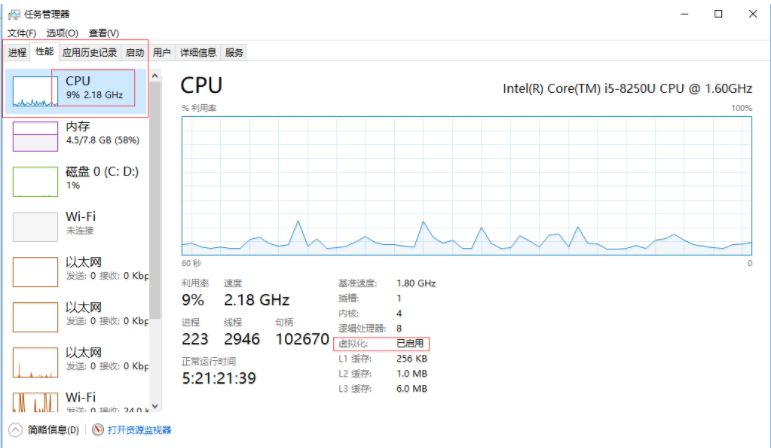 任务管理器
文件(F) 选项(O) 查看(V)
进程 性能 应用历史记录 启动 用户 详细信息 服务
CPU
9% 2.18 GHz
内存
4.5/7.8 GB (58%)
磁盘 0 (C: D:)
1%
Wi-Fi
未连接
以太网
发送: 0 接收: 0 Kbp
以太网
发送: 0 接收: 0 Kbp
以太网
发送: 0 接收: 0 Kbp
Wi-Fi
发送: 0 接收: 24.0 k
CPU
Intel(R) Core(TM) i5-8250U CPU @ 1.60GHz
% 利用率 100%
60 秒 0
利用率 速度
9% 2.18 GHz
进程 线程 句柄
223 2946 102670
正常运行时间
5:21:21:39
基准速度: 1.80 GHz
插槽: 1
内核: 4
逻辑处理器: 8
虚拟化: 已启用
L1 缓存: 256 KB
L2 缓存: 1.0 MB
L3 缓存: 6.0 MB
简略信息(D) 打开资源监视器